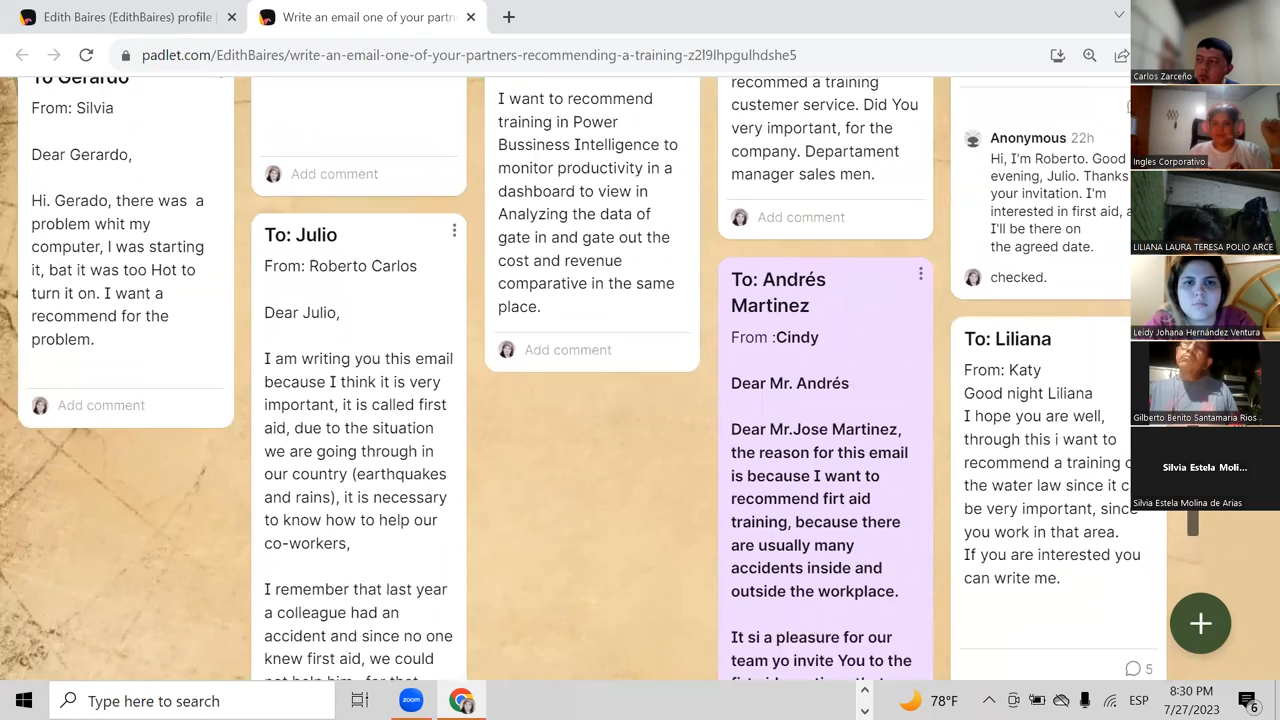 Edith Baires (EdithBaires) profile
Write an email one of your partn
padlet.com/EdithBaires/write-an-email-one-of-your-partners-recommending-a-training-z2l9lhpgulhdshe5
To Gerardo
From: Silvia
Dear Gerardo,
Hi. Gerado, there was a
problem whit my
computer, I was starting
it, bat it was too Hot to
turn it on. I want a
recommend for the
problem.
Add comment
Add comment
To: Julio
From: Roberto Carlos
Dear Julio,
I am writing you this email
because I think it is very
important, it is called first
aid, due to the situation
we are going through in
our country (earthquakes
and rains), it is necessary
to know how to help our
co-workers,
I remember that last year
a colleague had an
accident and since no one
knew first aid, we could
I want to recommend
training in Power
Bussiness Intelligence to
monitor productivity in a
dashboard to view in
Analyzing the data of
gate in and gate out the
cost and revenue
comparative in the same
place.
Add comment
recommed a training
custemer service. Did You
very important, for the
company. Departament
manager sales men.
Add comment
To: Andrés
Martinez
From :Cindy
Dear Mr. Andrés
Dear Mr.Jose Martinez,
the reason for this email
is because I want to
recommend firt aid
training, because there
are usually many
accidents inside and
outside the workplace.
It si a pleasure for our
team yo invite You to the
Anonymous 22h
Hi, I'm Roberto. Good
evening, Julio. Thanks
your invitation. I'm
interested in first aid,
I'll be there on
the agreed date.
checked.
To: Liliana
From: Katy
Good night Liliana
I hope you are well,
through this i want to
recommend a training
the water law since it
be very important, since
you work in that area.
If you are interested you
can write me.
5
Carlos Zarceño
Ingles Corporativo
LILIANA LAURA TERESA POLIO ARCE
Leidy Johana Hernández Ventura
Gilberto Benito Santamaria Rios
Silvia Estela Moli...
Silvia Estela Molina de Arias
Type here to search
zoom
78°F
ESP
8:30 PM
7/27/2023
6